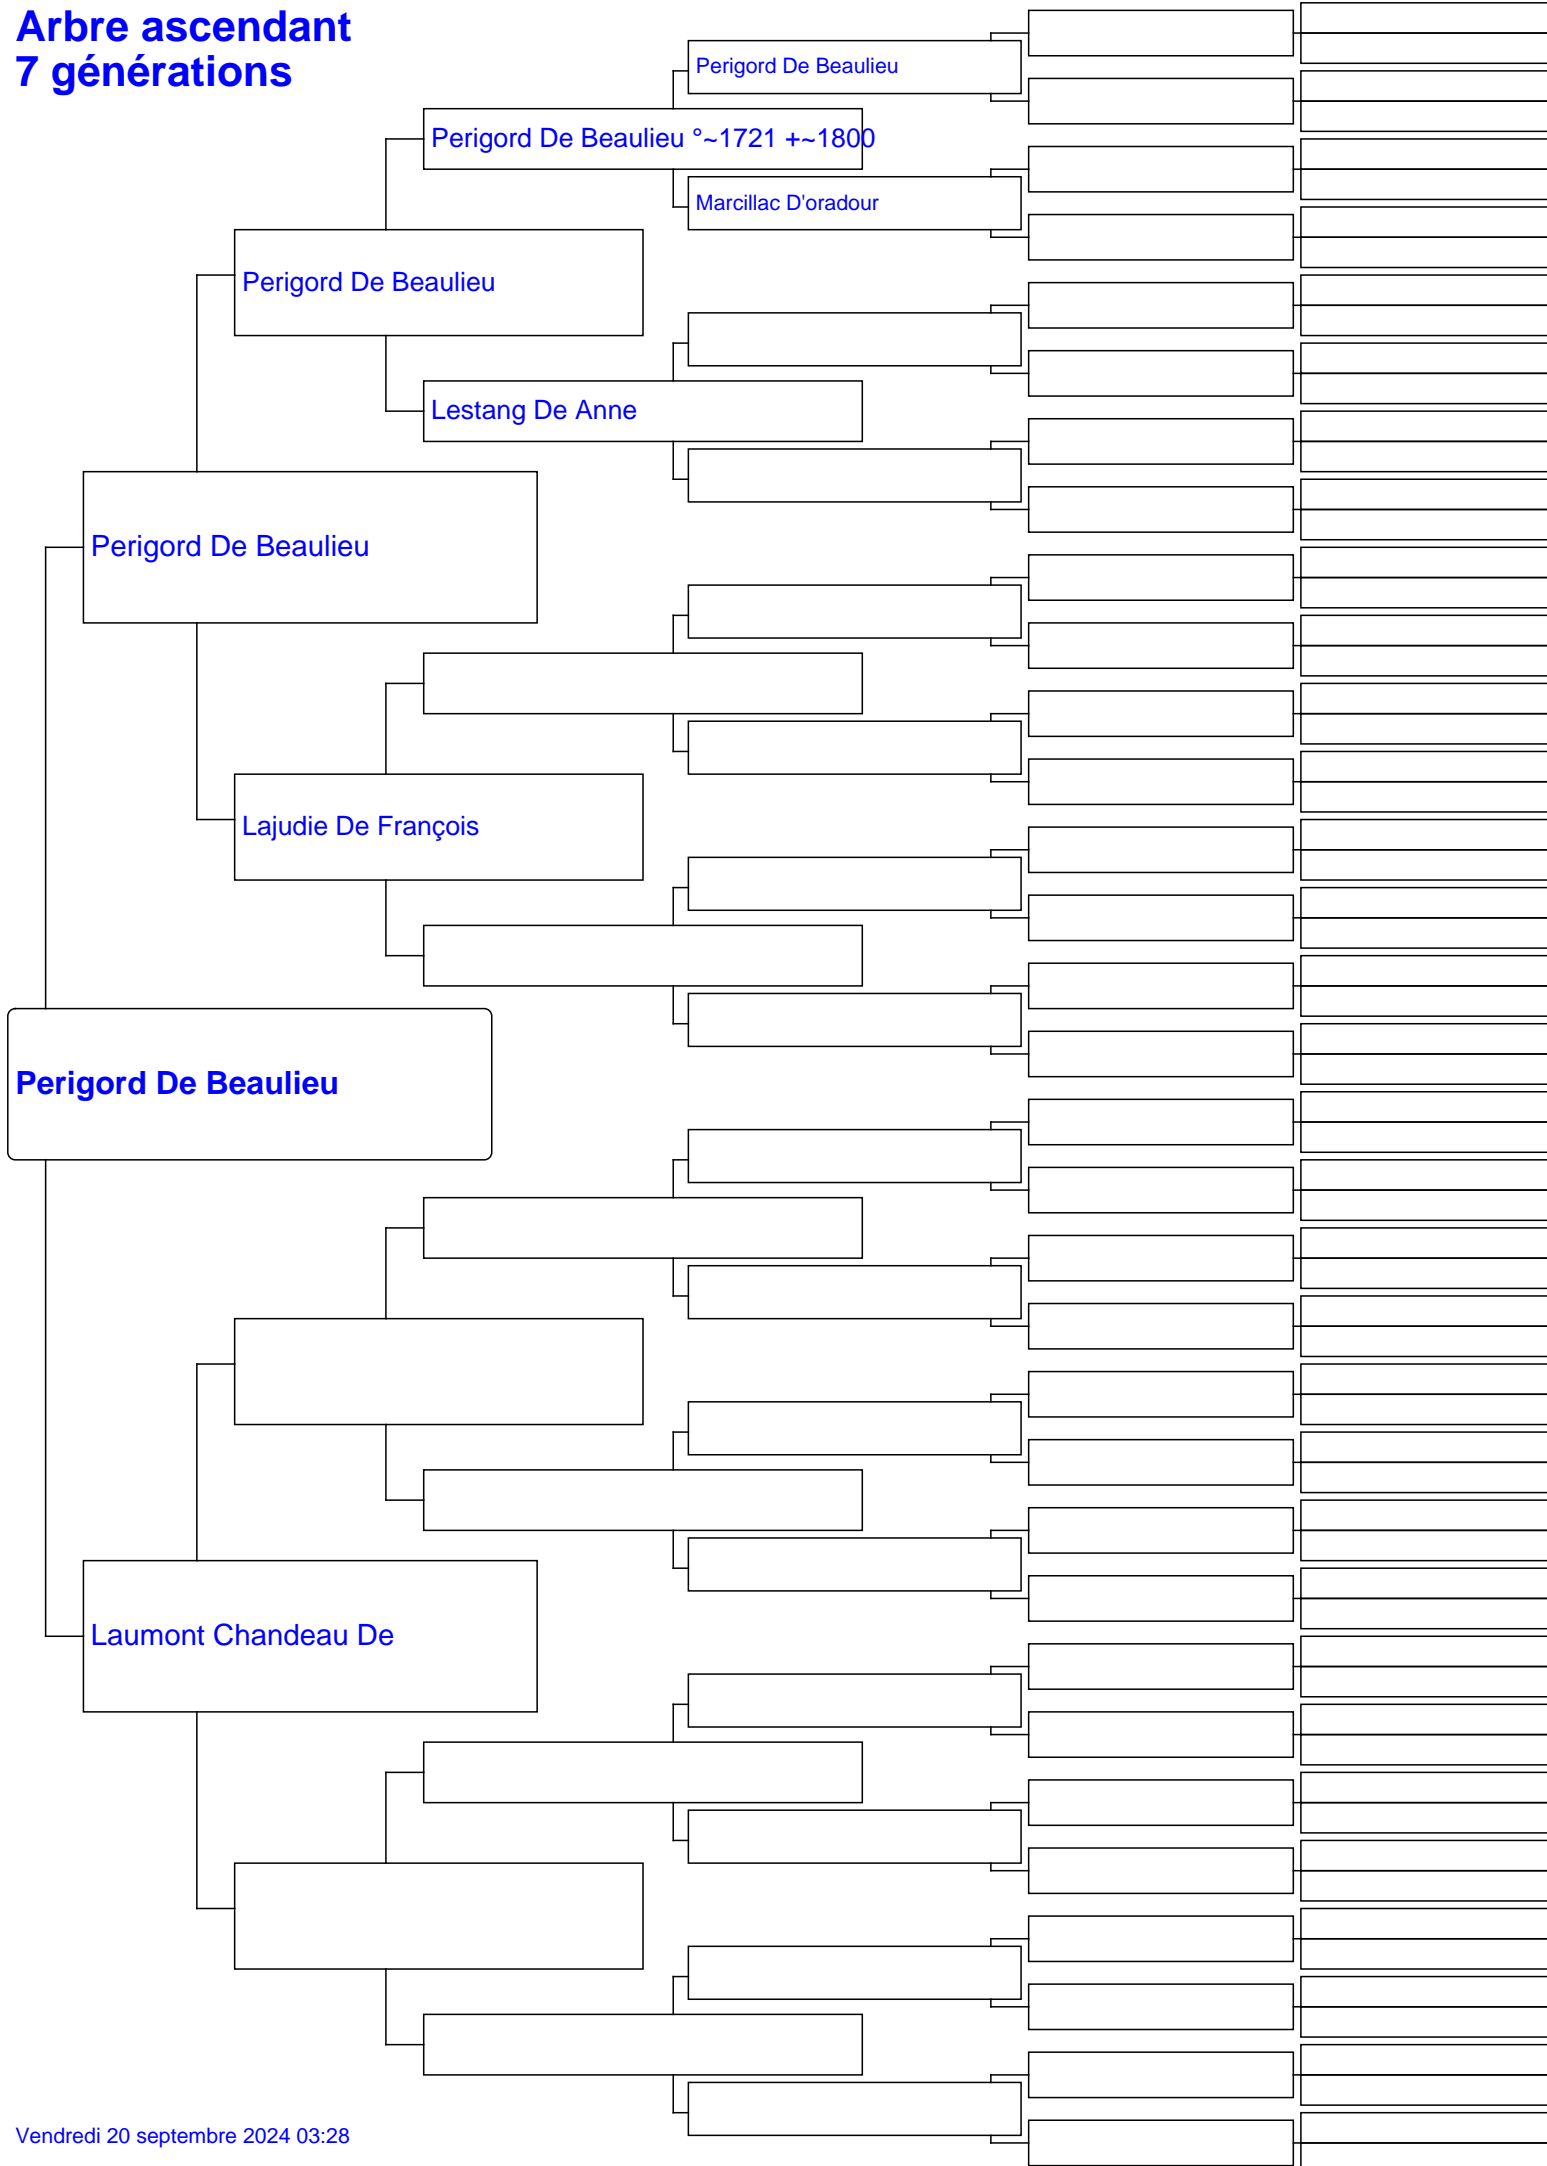 Arbre ascendant
7 générations
Perigord De Beaulieu
Perigord De Beaulieu °~1721 +~1800
Marcillac D'oradour
Perigord De Beaulieu
Lestang De Anne
Perigord De Beaulieu
Lajudie De François
Perigord De Beaulieu
Laumont Chandeau De
Vendredi 20 septembre 2024 03:28